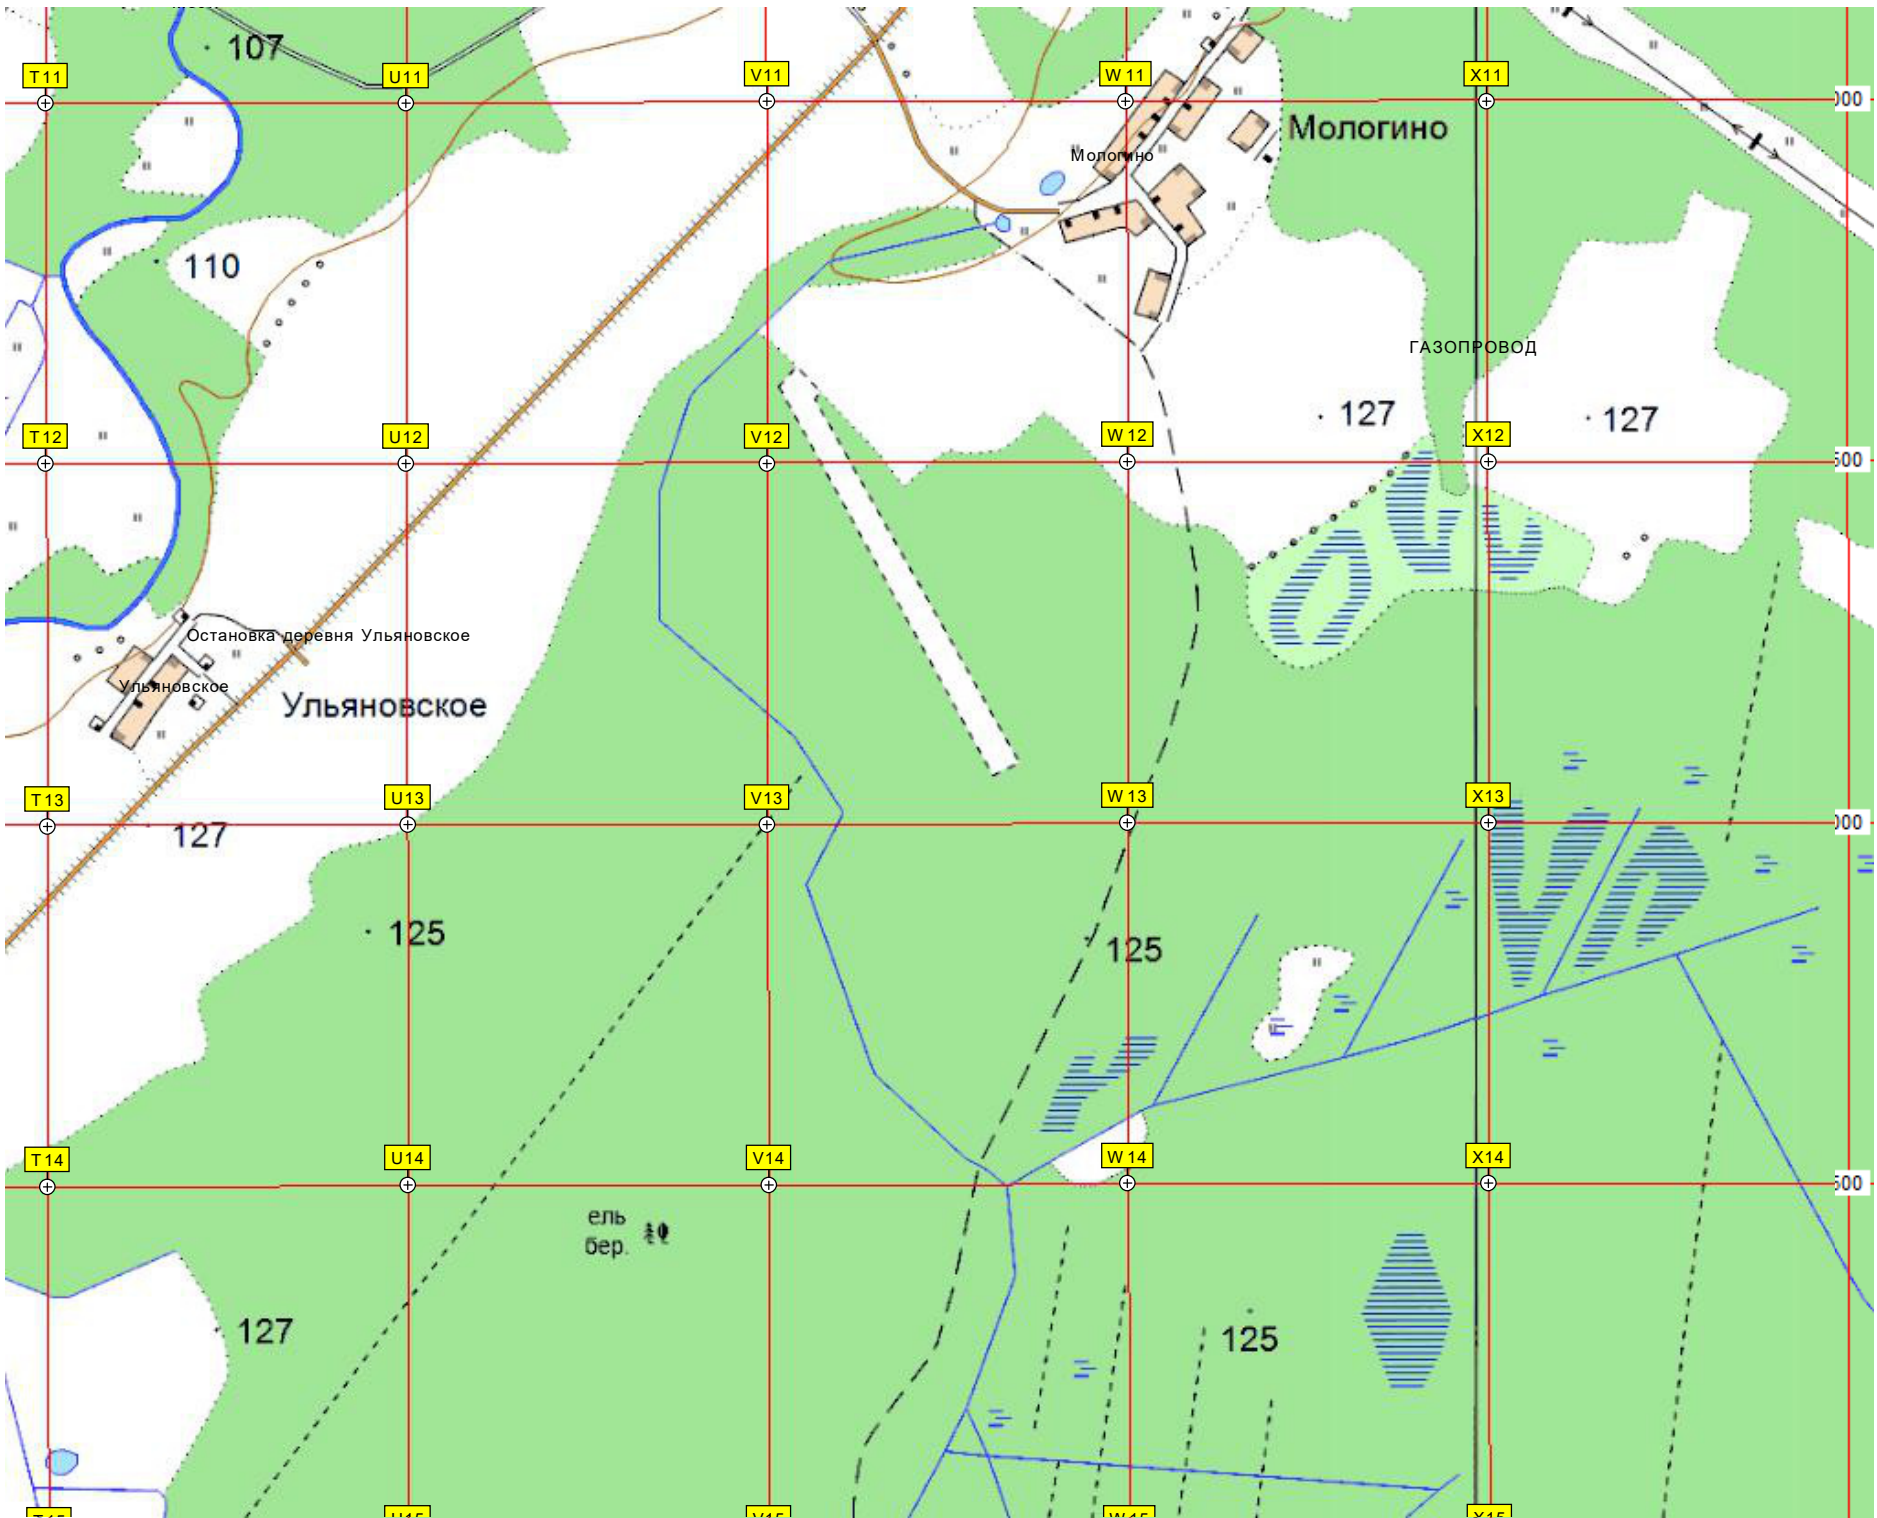 107
T11
U11
V11
W11
X11
Мологино
Мологино
110
ГАЗОПРОВОД
127
127
T12
U12
V12
W12
X12
Остановка деревня Ульяновское
Ульяновское
Ульяновское
T13
U13
V13
W13
X13
127
125
125
T14
U14
V14
W14
X14
ель
бер.
127
125